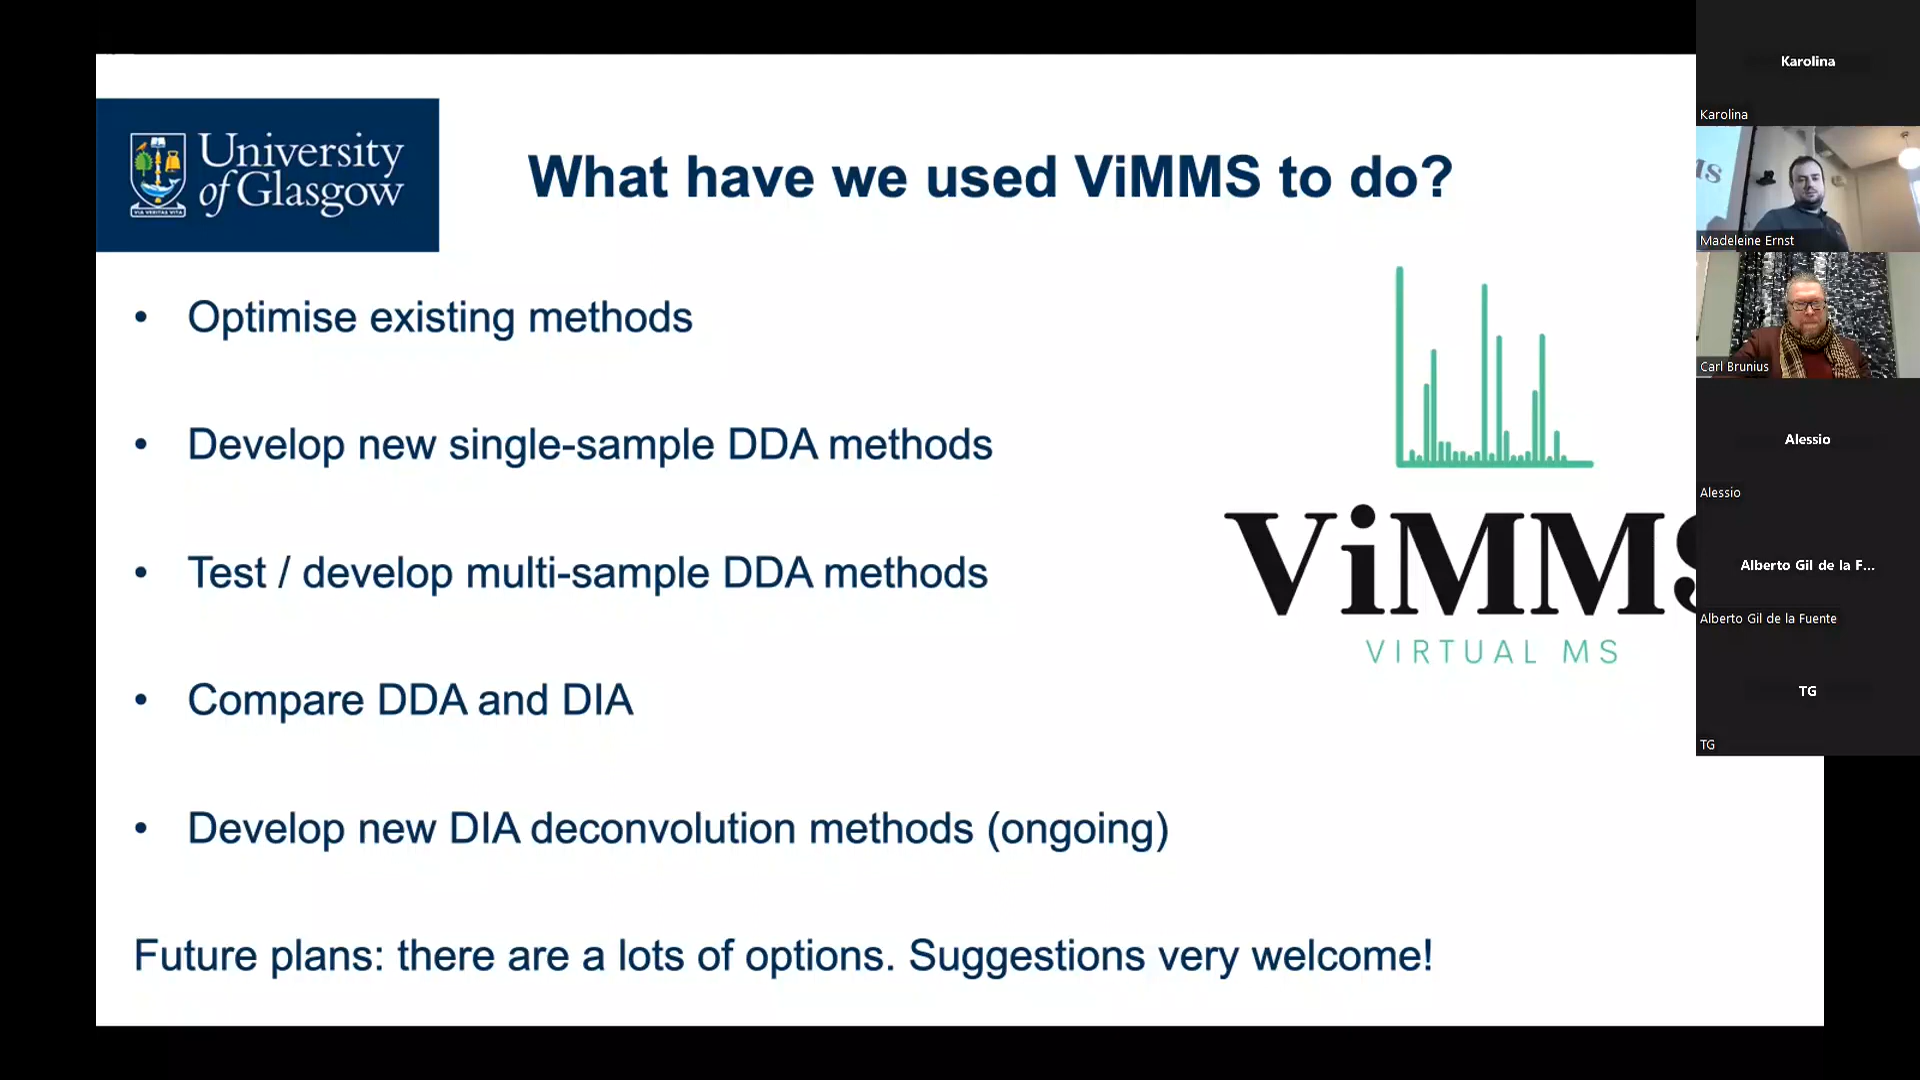 University
of Glasgow
VIA VERITAS VITA
What have we used ViMMS to do?
• Optimise existing methods
• Develop new single-sample DDA methods
• Test / develop multi-sample DDA methods
• Compare DDA and DIA
• Develop new DIA deconvolution methods (ongoing)
Future plans: there are a lots of options. Suggestions very welcome!
ViMMS
VIRTUAL MS
Karolina
Karolina
Madeleine Ernst
Carl Brunius
Alessio
Alessio
Alberto Gil de la F...
Alberto Gil de la Fuente
TG
TG